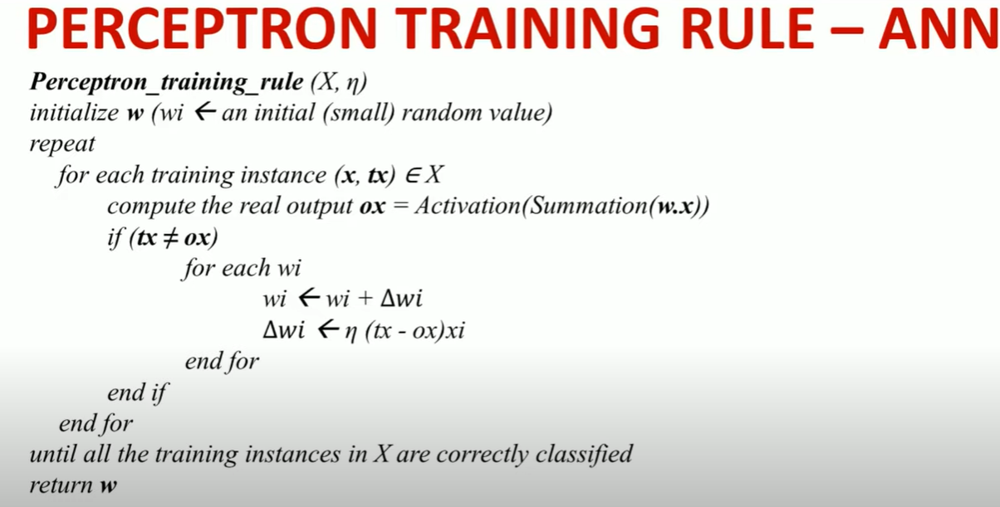 PERCEPTRON TRAINING RULE – ANN
Perceptron_training_rule (X, η)
initialize w (wi ← an initial (small) random value)
repeat
for each training instance (x, tx) ∈ X
compute the real output ox = Activation(Summation(w.x))
if (tx ≠ ox)
for each wi
wi ← wi + Δwi
Δwi ← η (tx - ox)xi
end for
end if
end for
until all the training instances in X are correctly classified
return w